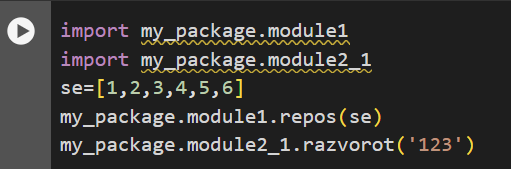 import my_package.module1
import my_package.module2_1
se=[1,2,3,4,5,6]
my_package.module1.repos(se)
my_package.module2_1.razvorot('123')